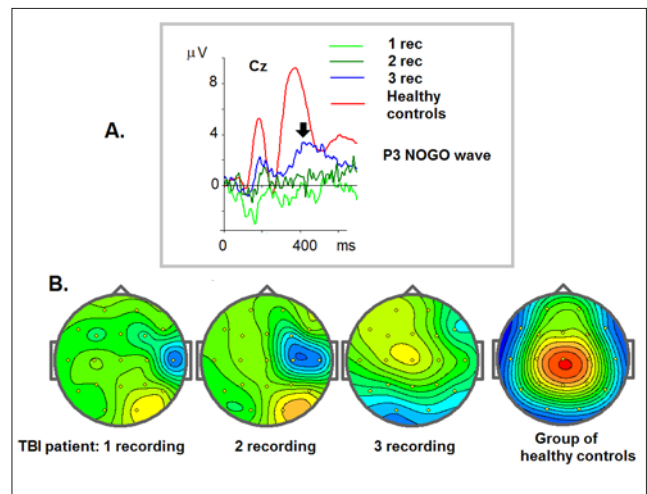 μV
8
4
0
Cz
1 rec
2 rec
3 rec
Healthy
controls
A.
P3 NOGO wave
0
400
ms
B.
TBI patient: 1 recording
2 recording
3 recording
Group of
healthy controls